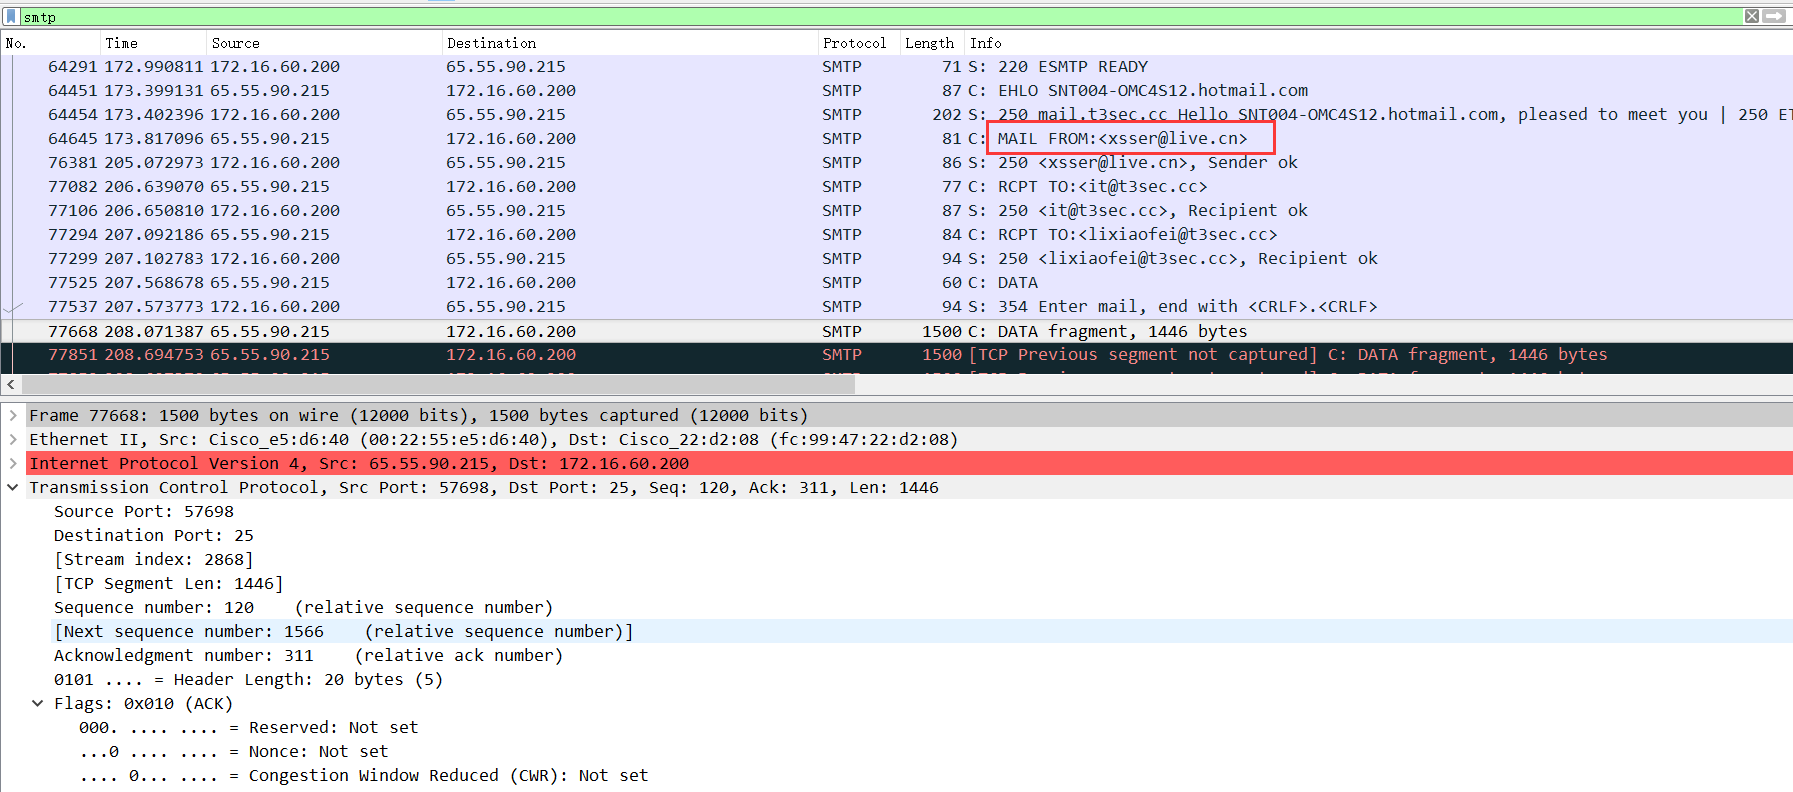 smtp
No. Time Source Destination Protocol Length Info
64291 172.990811 172.16.60.200 65.55.90.215 SMTP 71 S: 220 ESMTP READY
64451 173.399131 65.55.90.215 172.16.60.200 SMTP 87 C: EHLO SNT004-OMC4S12.hotmail.com
64454 173.402396 172.16.60.200 65.55.90.215 SMTP 202 S: 250 mail.t3sec.cc Hello SNT004-OMC4S12.hotmail.com, pleased to meet you | 250 ET
64645 173.817096 65.55.90.215 172.16.60.200 SMTP 81 C: MAIL FROM:<xsser@live.cn>
76381 205.072973 172.16.60.200 65.55.90.215 SMTP 86 S: 250 <xsser@live.cn>, Sender ok
77082 206.639070 65.55.90.215 172.16.60.200 SMTP 77 C: RCPT TO:<it@t3sec.cc>
77106 206.650810 172.16.60.200 65.55.90.215 SMTP 87 S: 250 <it@t3sec.cc>, Recipient ok
77294 207.092186 65.55.90.215 172.16.60.200 SMTP 84 C: RCPT TO:<lixiaofei@t3sec.cc>
77299 207.102783 172.16.60.200 65.55.90.215 SMTP 94 S: 250 <lixiaofei@t3sec.cc>, Recipient ok
77525 207.568678 65.55.90.215 172.16.60.200 SMTP 60 C: DATA
77537 207.573773 172.16.60.200 65.55.90.215 SMTP 94 S: 354 Enter mail, end with <CRLF>.<CRLF>
77668 208.071387 65.55.90.215 172.16.60.200 SMTP 1500 C: DATA fragment, 1446 bytes
77851 208.694753 65.55.90.215 172.16.60.200 SMTP 1500 [TCP Previous segment not captured] C: DATA fragment, 1446 bytes
Frame 77668: 1500 bytes on wire (12000 bits), 1500 bytes captured (12000 bits)
Ethernet II, Src: Cisco_e5:d6:40 (00:22:55:e5:d6:40), Dst: Cisco_22:d2:08 (fc:99:47:22:d2:08)
Internet Protocol Version 4, Src: 65.55.90.215, Dst: 172.16.60.200
Transmission Control Protocol, Src Port: 57698, Dst Port: 25, Seq: 120, Ack: 311, Len: 1446
Source Port: 57698
Destination Port: 25
[Stream index: 2868]
[TCP Segment Len: 1446]
Sequence number: 120 (relative sequence number)
[Next sequence number: 1566 (relative sequence number)]
Acknowledgment number: 311 (relative ack number)
0101 .... = Header Length: 20 bytes (5)
Flags: 0x010 (ACK)
000. .... .... = Reserved: Not set
...0 .... .... = Nonce: Not set
.... 0... .... = Congestion Window Reduced (CWR): Not set